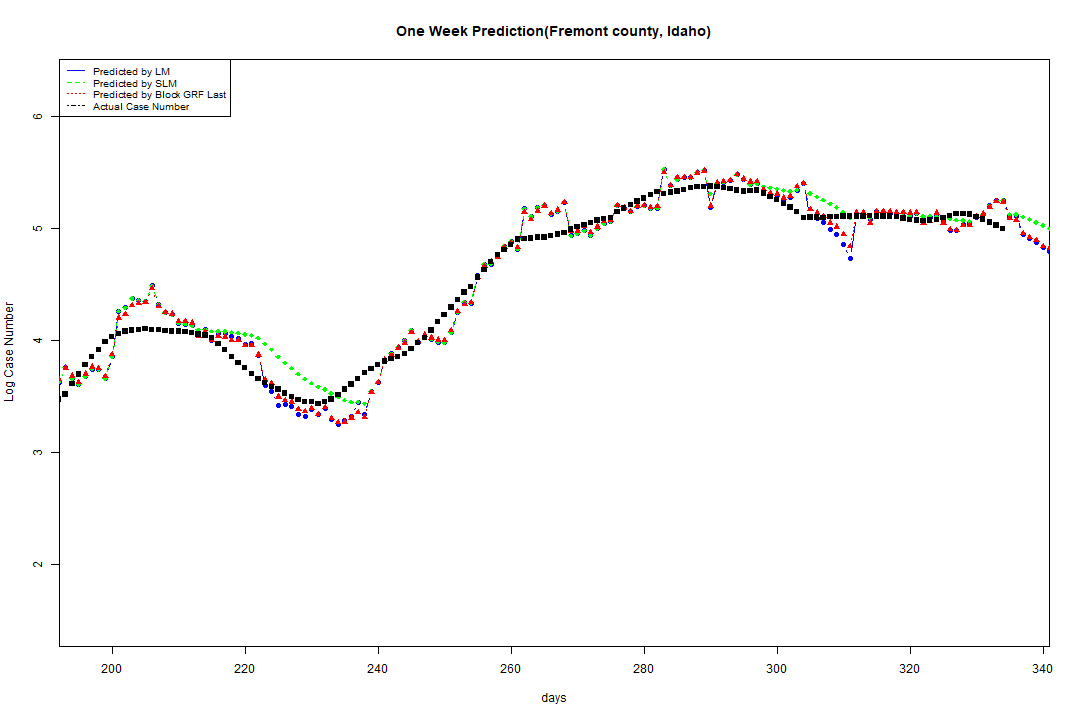 One Week Prediction(Fremont county, Idaho)
Predicted by LM
Predicted by SLM
Predicted by Block GRF Last
Actual Case Number
Log Case Number
6
5
4
3
2
200 220 240 260 280 300 320 340
days